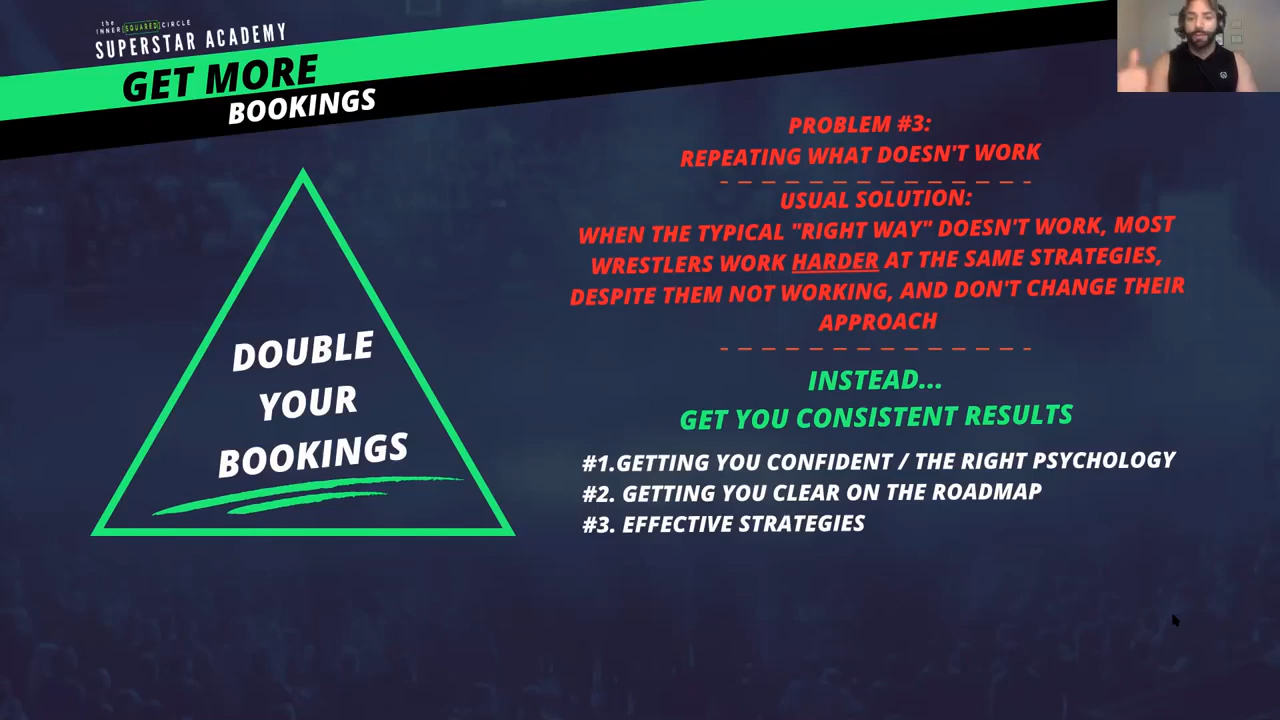 the
INNER SQUARED CIRCLE
SUPERSTAR ACADEMY
GET MORE
BOOKINGS
DOUBLE
YOUR
BOOKINGS
PROBLEM #3:
REPEATING WHAT DOESN'T WORK
USUAL SOLUTION:
WHEN THE TYPICAL "RIGHT WAY" DOESN'T WORK, MOST
WRESTLERS WORK HARDER AT THE SAME STRATEGIES,
DESPITE THEM NOT WORKING, AND DON'T CHANGE THEIR
APPROACH
INSTEAD...
GET YOU CONSISTENT RESULTS
#1.GETTING YOU CONFIDENT / THE RIGHT PSYCHOLOGY
#2. GETTING YOU CLEAR ON THE ROADMAP
#3. EFFECTIVE STRATEGIES